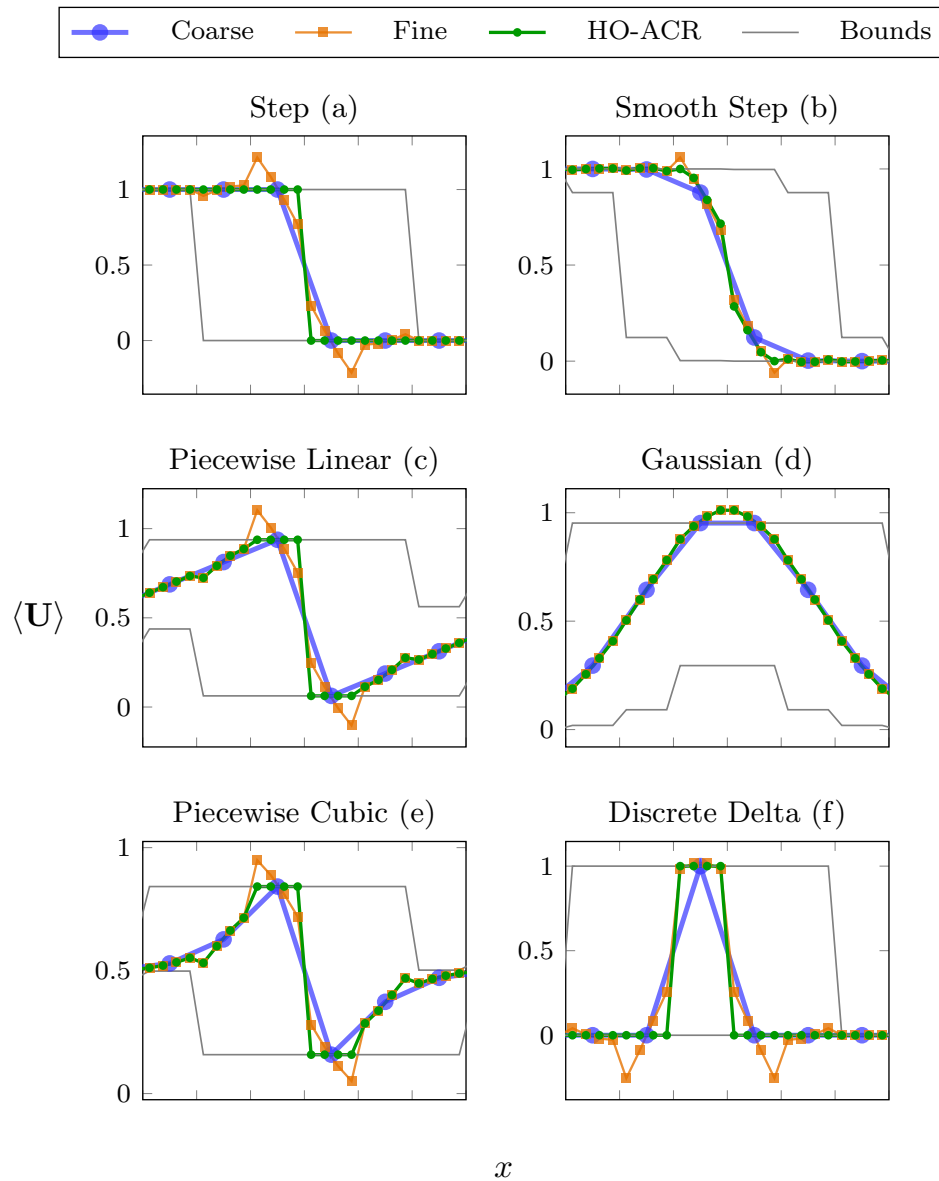 Coarse Fine HO-ACR Bounds
Step (a)
1
0.5
0
Smooth Step (b)
1
0.5
0
Piecewise Linear (c)
1
0.5
0
Gaussian (d)
1
0.5
0
⟨U⟩
Piecewise Cubic (e)
1
0.5
0
Discrete Delta (f)
1
0.5
0
x